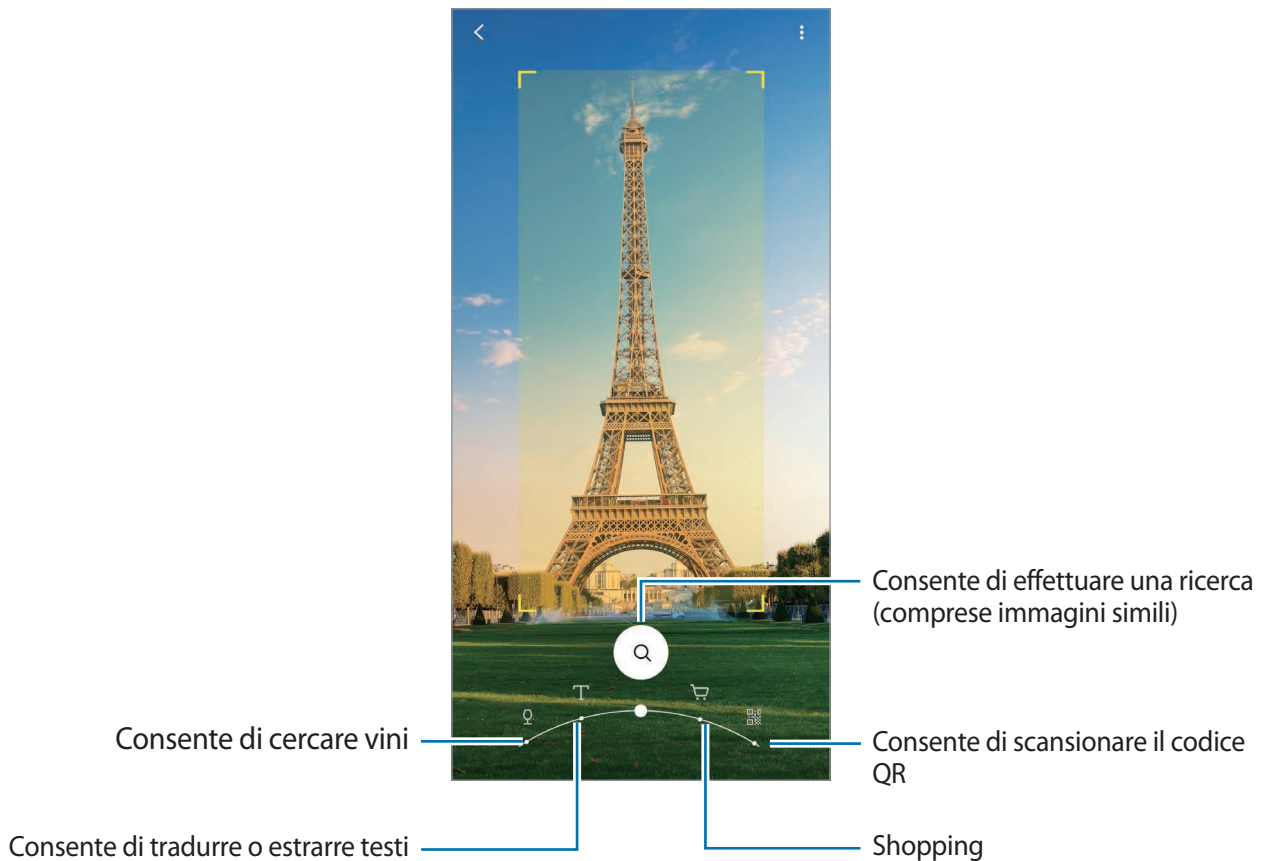 Consente di effettuare una ricerca
(comprese immagini simili)
Consente di cercare vini
Consente di scansionare il codice
QR
Consente di tradurre o estrarre testi
Shopping